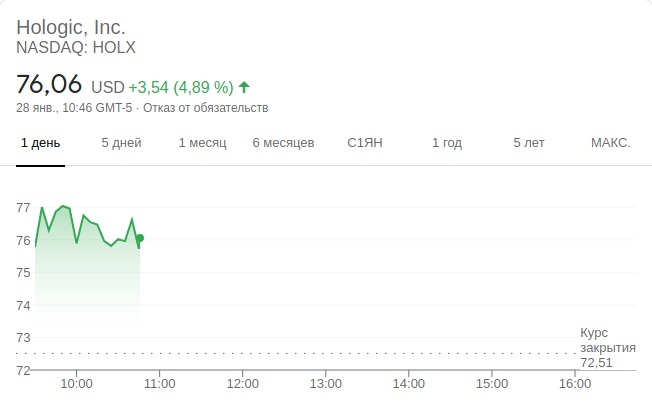 Hologic, Inc.
NASDAQ: HOLX
76,06 USD +3,54 (4,89 %)
28 янв., 10:46 GMT-5 · Отказ от обязательств
1 день 5 дней 1 месяц 6 месяцев С1ЯН 1 год 5 лет МАКС.
77
76
75
74
73
72
Курс
закрытия
72,51
10:00 11:00 12:00 13:00 14:00 15:00 16:00